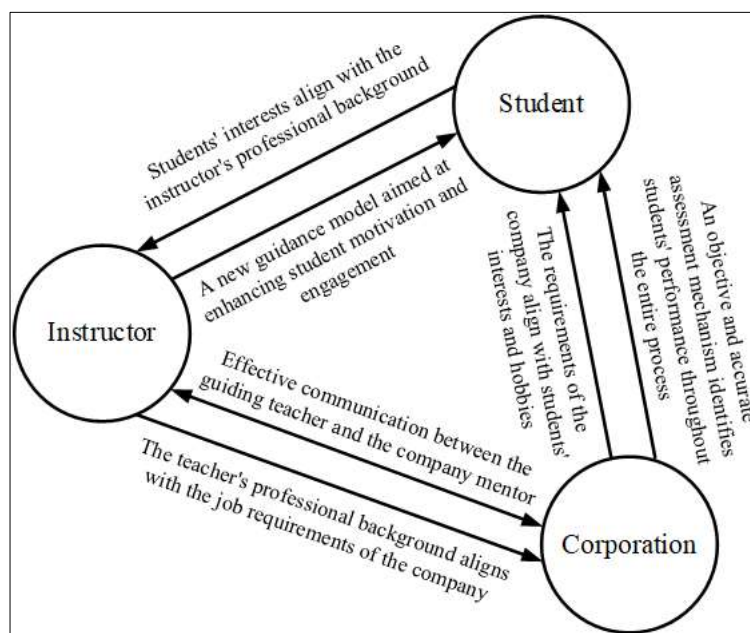 Student
Students' interests align with the
instructor's professional background
A new guidance model aimed at
enhancing student motivation and
engagement
Instructor
The requirements of the
company align with students'
interests and hobbies
An objective and accurate
assessment mechanism identifies
students' performance throughout
the entire process
Effective communication between the
guiding teacher and the company mentor
The teacher's professional background aligns
with the job requirements of the company
Corporation